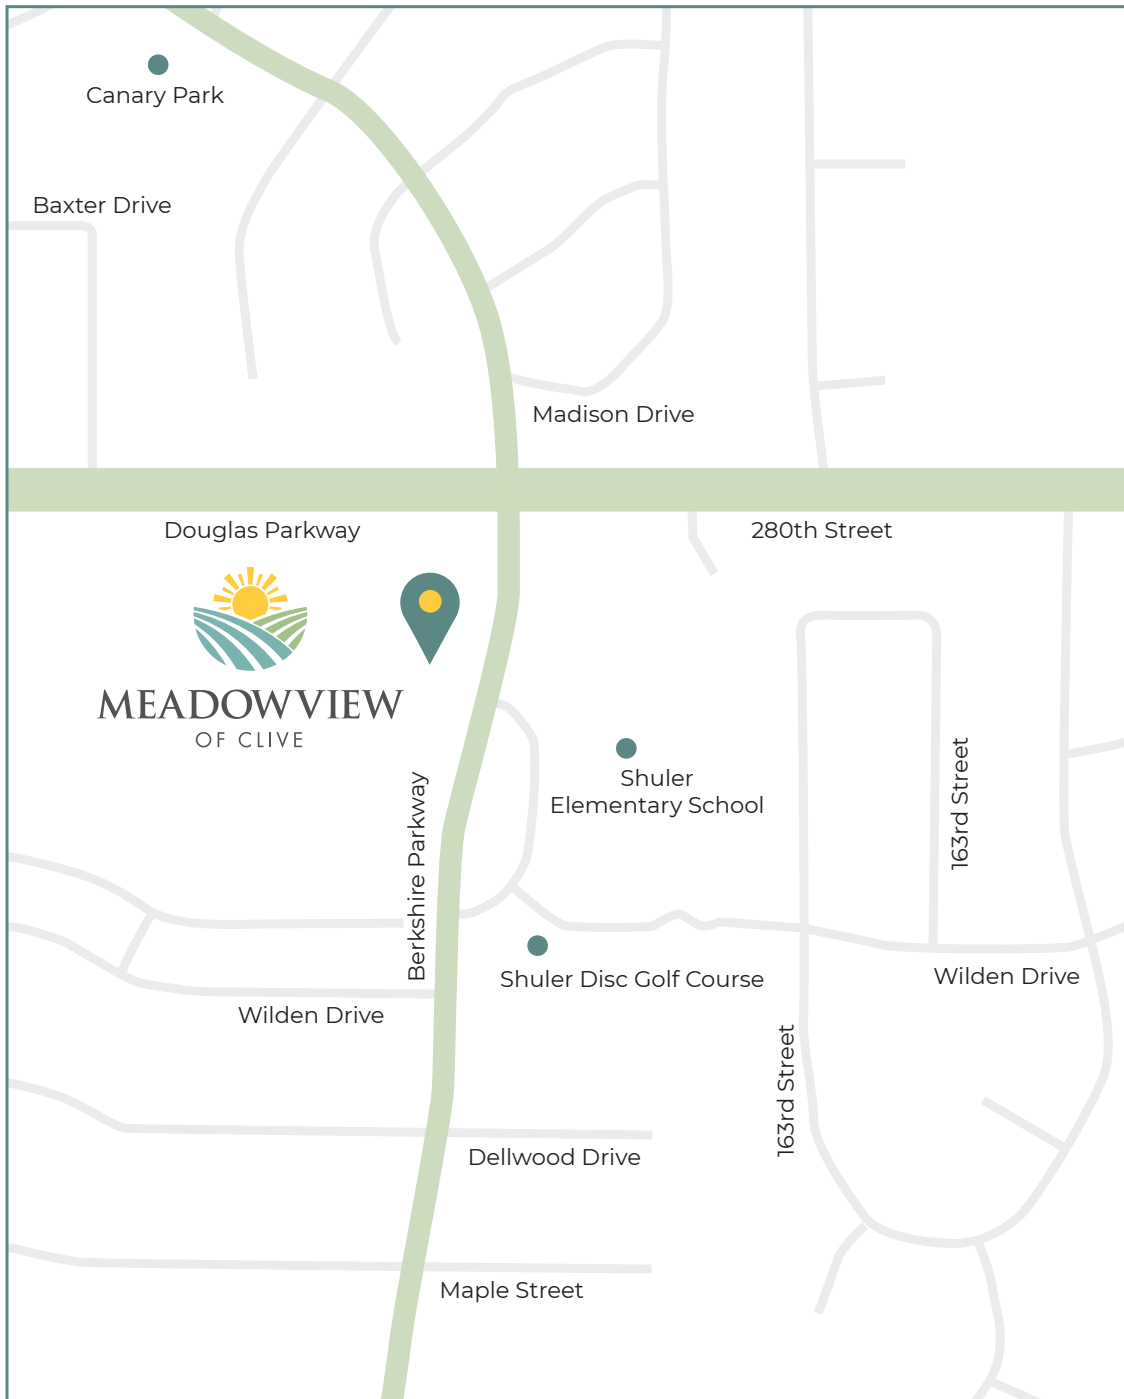 Canary Park
Baxter Drive
Madison Drive
Douglas Parkway
280th Street
MEADOWVIEW
OF CLIVE
Shuler
Elementary School
163rd Street
Berkshire Parkway
Shuler Disc Golf Course
Wilden Drive
Wilden Drive
163rd Street
Dellwood Drive
Maple Street